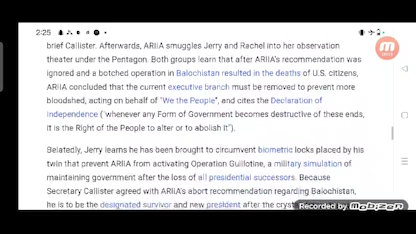 2:25
brief Callister. Afterwards, ARIIA smuggles Jerry and Rachel into her observation
theater under the Pentagon. Both groups learn that after ARIIA's recommendation was
ignored and a botched operation in Balochistan resulted in the deaths of U.S. citizens,
ARIIA concluded that the current executive branch must be removed to prevent more
bloodshed, acting on behalf of "We the People", and cites the Declaration of
Independence ("whenever any Form of Government becomes destructive of these ends,
it is the Right of the People to alter or to abolish it").
Belatedly, Jerry learns he has been brought to circumvent biometric locks placed by his
twin that prevent ARIIA from activating Operation Guillotine, a military simulation of
maintaining government after the loss of all presidential successors. Because
Secretary Callister agreed with ARIIA's abort recommendation regarding Balochistan,
he is to be the designated survivor and new president after the
Recorded by Mobizen